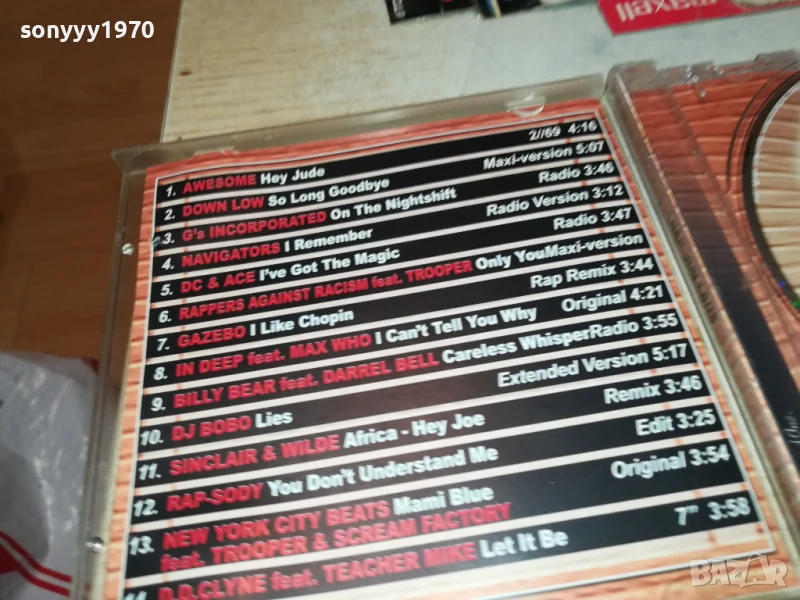 sonyyy1970
maxell
1. AWESOME Hey Jude 2//69 4:16
2. DOWN LOW So Long Goodbye Maxi-version 5:07
3. G's INCORPORATED On The Nightshift Radio 3:46
4. NAVIGATORS I Remember Radio Version 3:12
5. DC & ACE I've Got The Magic Radio 3:47
6. RAPPERS AGAINST RACISM feat. TROOPER Only YouMaxi-version
7. GAZEBO I Like Chopin Rap Remix 3:44
8. IN DEEP feat. MAX WHO I Can't Tell You Why Original 4:21
9. BILLY BEAR feat. DARREL BELL Careless WhisperRadio 3:55
10. DJ BOBO Lies Extended Version 5:17
11. SINCLAIR & WILDE Africa - Hey Joe Remix 3:46
12. RAP-SODY You Don't Understand Me Edit 3:25
13. NEW YORK CITY BEATS Mami Blue Original 3:54
feat. TROOPER & SCREAM FACTORY
14. D.D.CLYNE feat. TEACHER MIKE Let It Be 7" 3:58
BAZAR